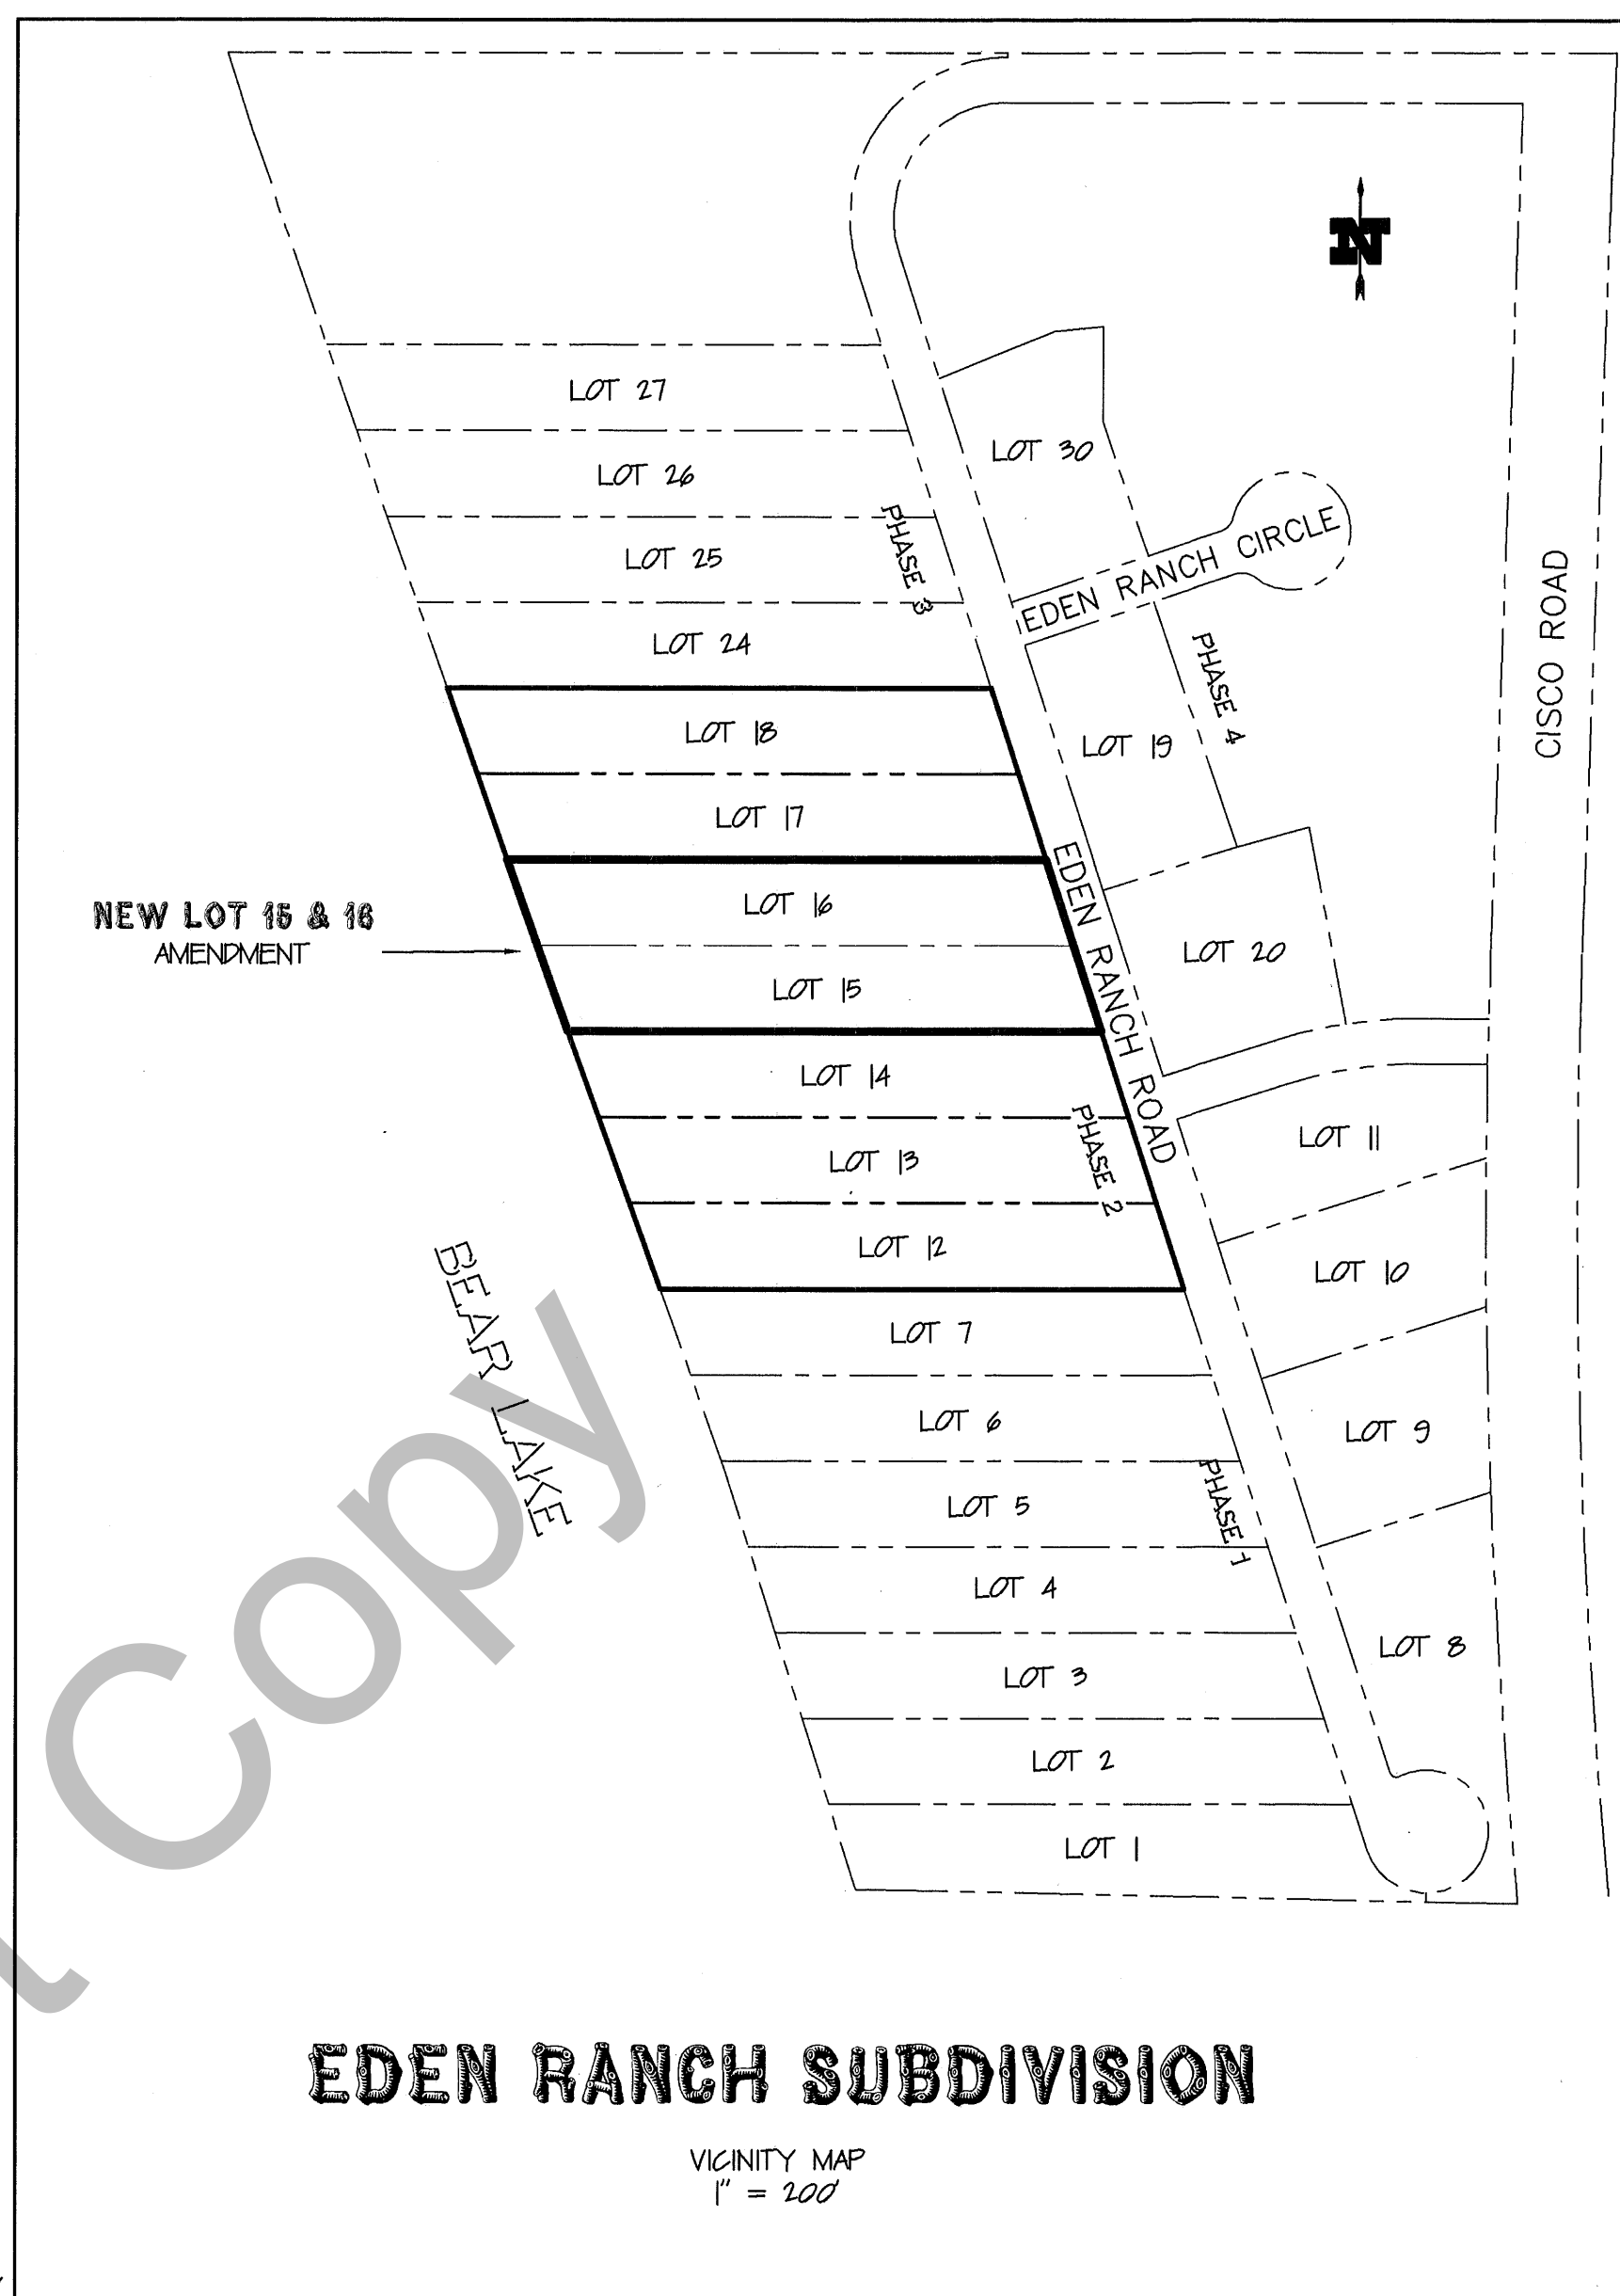 N
LOT 27
LOT 30
LOT 26
PHASE 3
EDEN RANCH CIRCLE
LOT 25
CISCO ROAD
LOT 24
PHASE 4
LOT 18
LOT 19
LOT 17
EDEN RANCH ROAD
LOT 16
NEW LOT 15 & 16
AMENDMENT
LOT 20
LOT 15
LOT 14
PHASE 2
LOT 11
LOT 13
LOT 12
LOT 10
BEAR LAKE
LOT 7
LOT 6
LOT 9
PHASE 1
LOT 5
LOT 4
LOT 8
LOT 3
LOT 2
LOT 1
Copy
EDEN RANCH SUBDIVISION
VICINITY MAP
1" = 200'